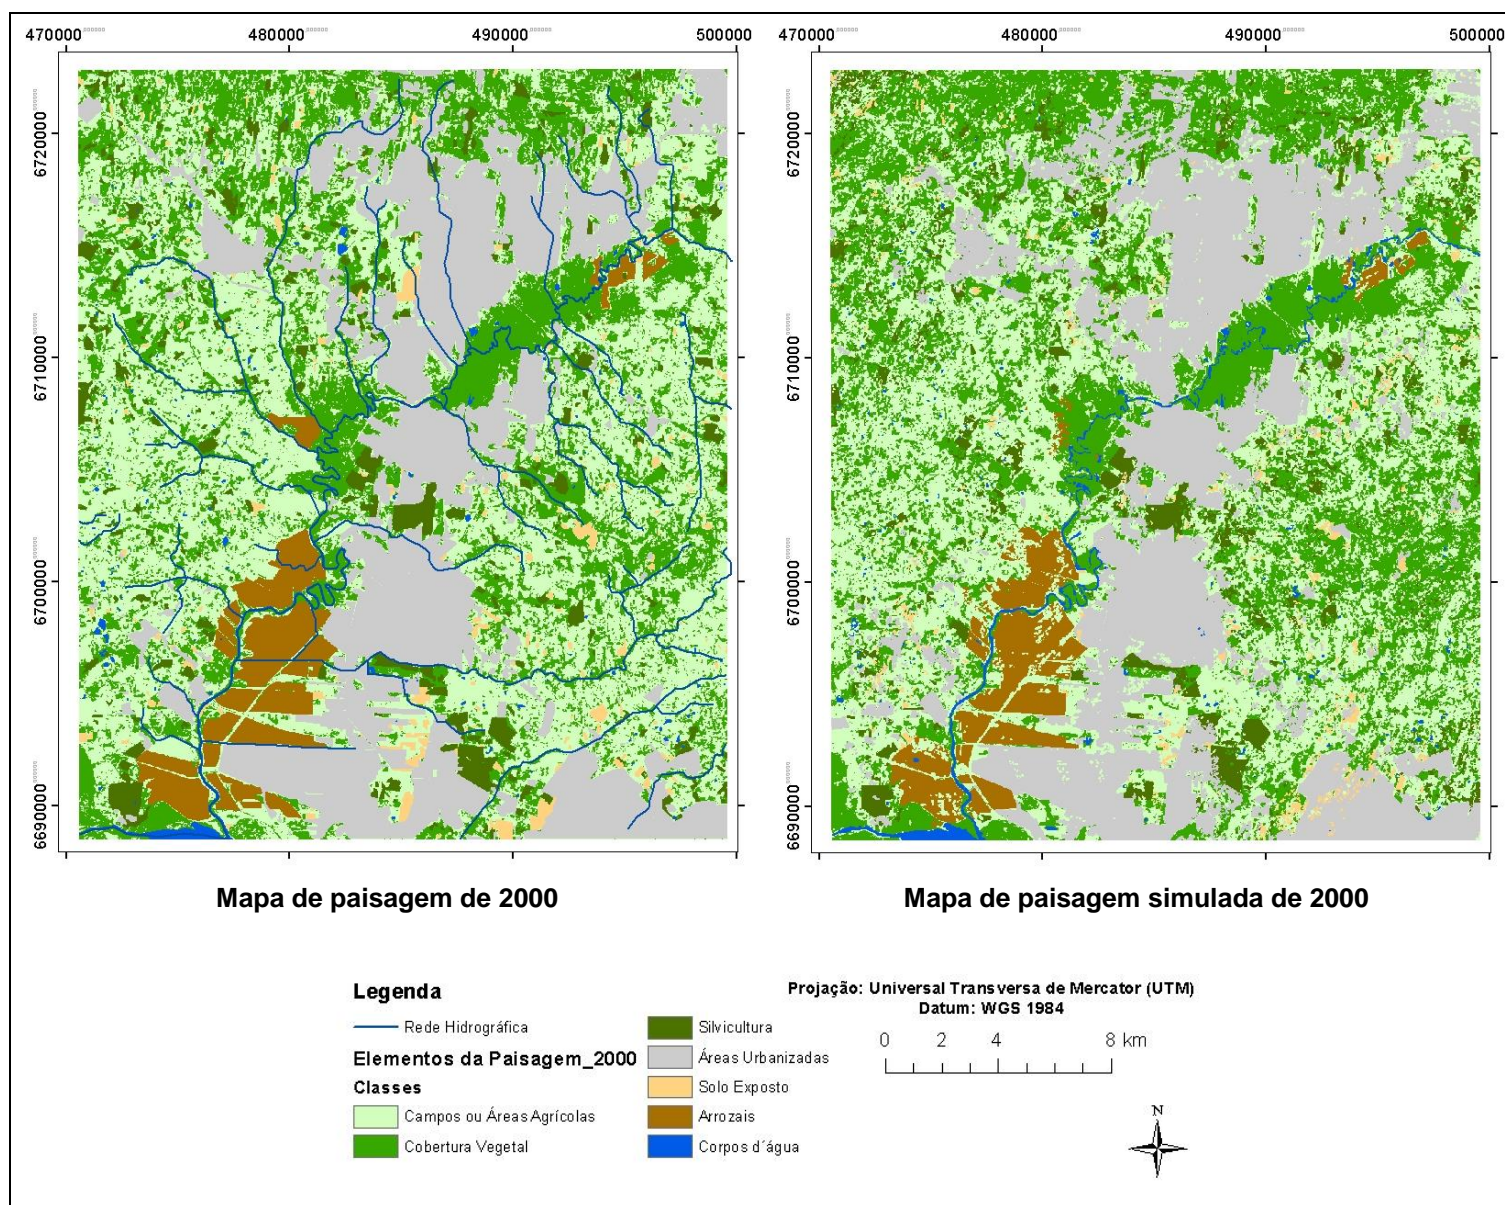 470000 480000 490000 500000 470000 480000 490000 500000
6720000 6720000
6710000 6710000
6700000 6700000
6690000 6690000
Mapa de paisagem de 2000 Mapa de paisagem simulada de 2000
Legenda
Rede Hidrográfica
Elementos da Paisagem_2000
Classes
Campos ou Áreas Agrícolas
Cobertura Vegetal
Silvicultura
Áreas Urbanizadas
Solo Exposto
Arrozais
Corpos d´água
Projação: Universal Transversa de Mercator (UTM)
Datum: WGS 1984
0 2 4 8 km
N